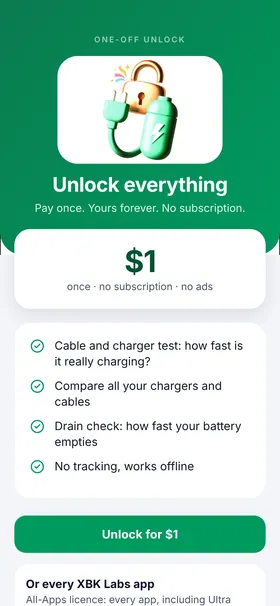 ONE-OFF UNLOCK
Unlock everything
Pay once. Yours forever. No subscription.
$1
once · no subscription · no ads
Cable and charger test: how fast is
it really charging?
Compare all your chargers and
cables
Drain check: how fast your battery
empties
No tracking, works offline
Unlock for $1
Or every XBK Labs app
All-Apps licence: every app, including Ultra